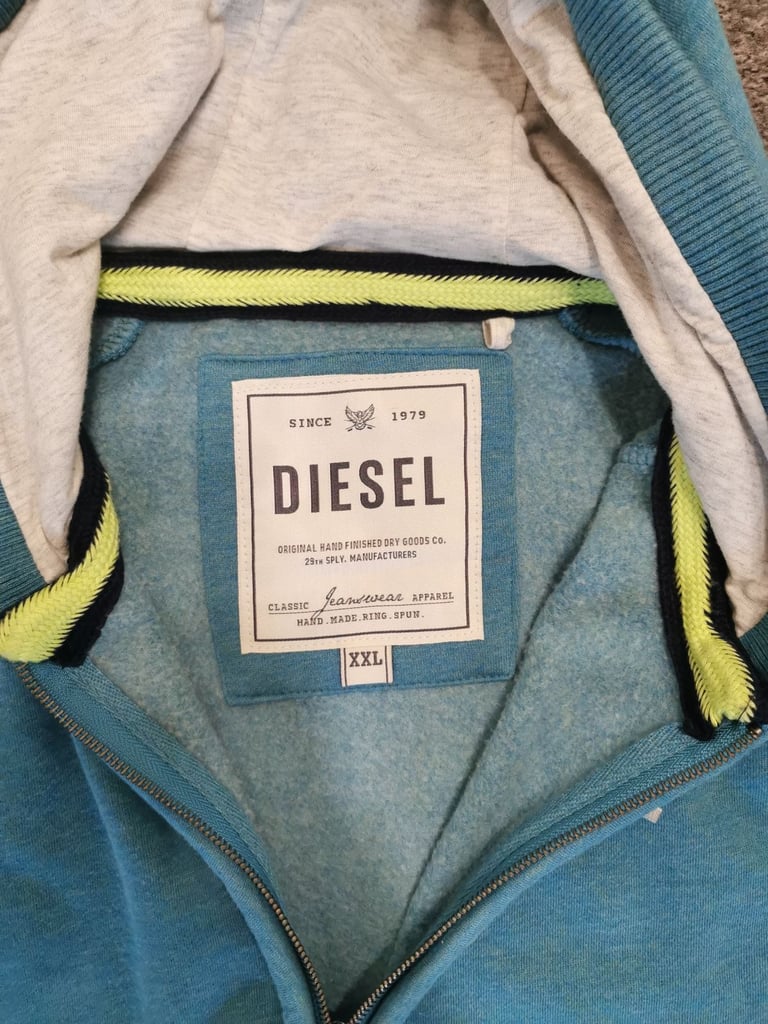 SINCE 1979
DIESEL
ORIGINAL HAND FINISHED DRY GOODS Co.
29TH SPLY. MANUFACTURERS
CLASSIC Jeanswear APPAREL
HAND.MADE.RING.SPUN.
XXL